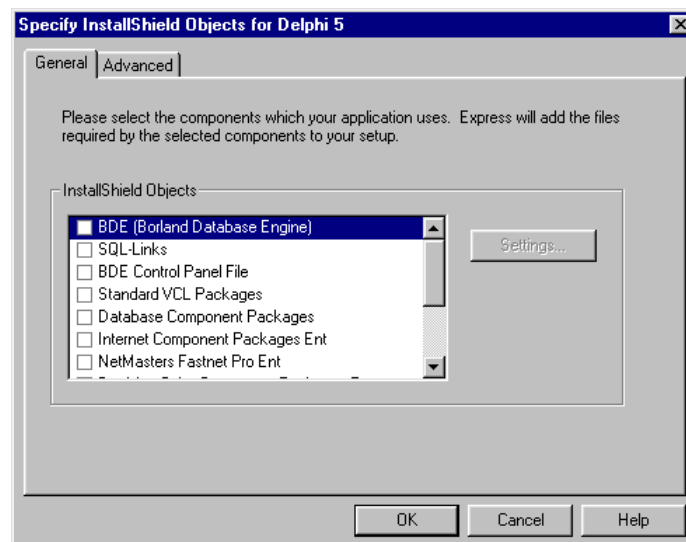 Specify InstallShield Objects for Delphi 5
General
Advanced
Please select the components which your application uses. Express will add the files
required by the selected components to your setup.
InstallShield Objects
BDE (Borland Database Engine)
SQL-Links
BDE Control Panel File
Standard VCL Packages
Database Component Packages
Internet Component Packages Ent
NetMasters Fastnet Pro Ent
Settings...
OK
Cancel
Help